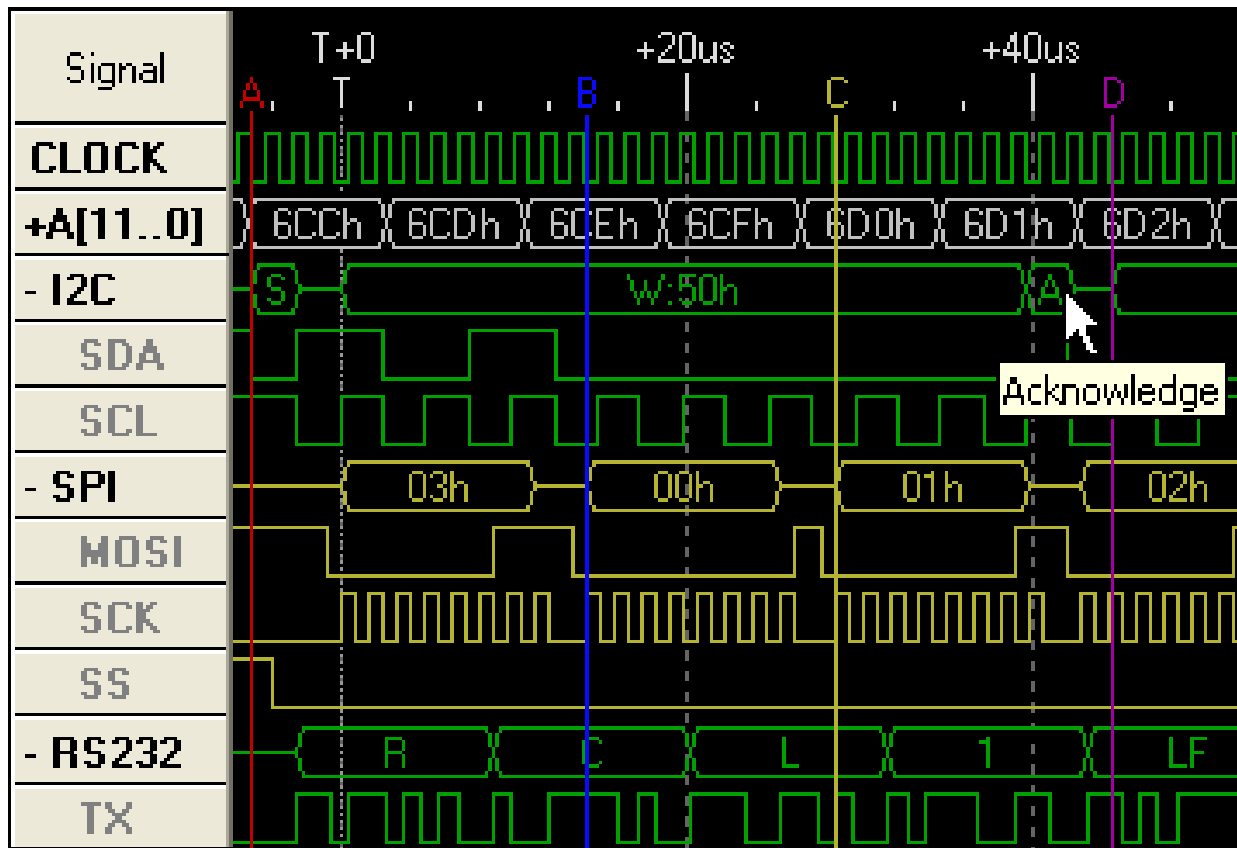 Signal T+0 +20us +40us
A T B C D
CLOCK
+A[11..0] 6CCh 6CDh 6CEh 6CFh 6D0h 6D1h 6D2h
- I2C S W:50h A
SDA
Acknowledge
SCL
- SPI 03h 00h 01h 02h
MOSI
SCK
SS
- RS232 R C L 1 LF
TX